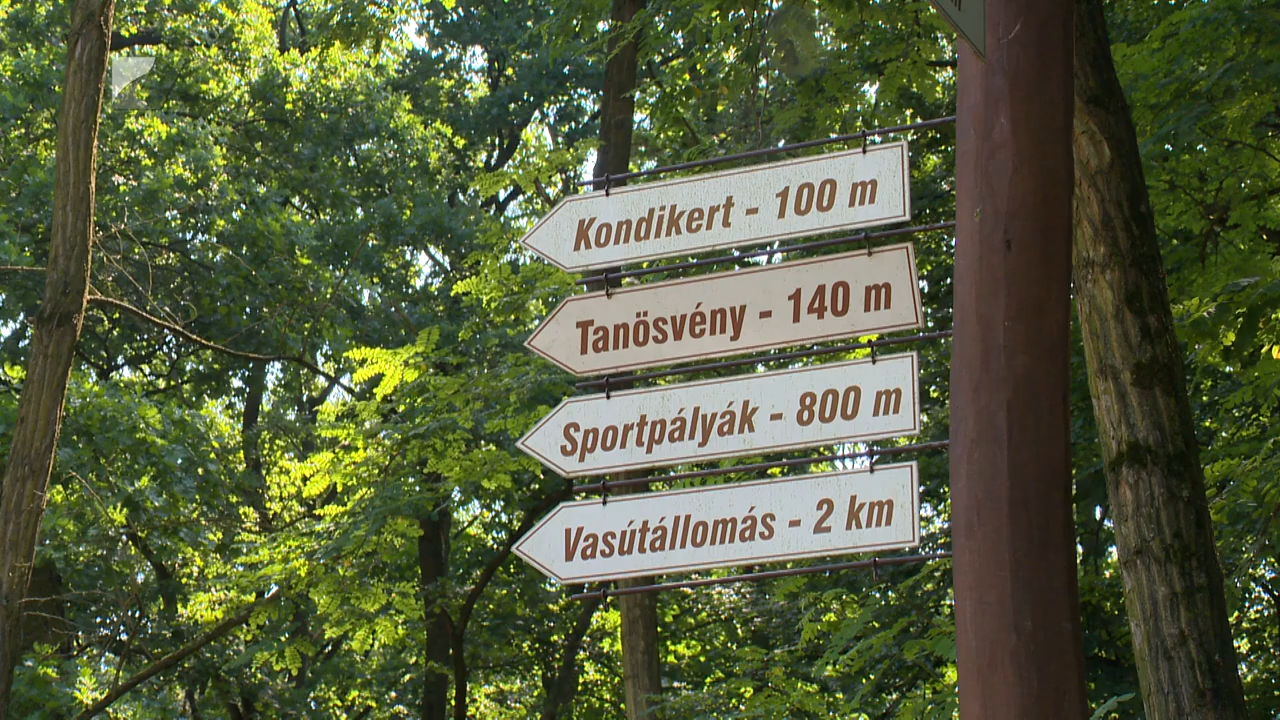 Kondikert - 100 m
Tanösvény - 140 m
Sportpályák - 800 m
Vasútállomás - 2 km